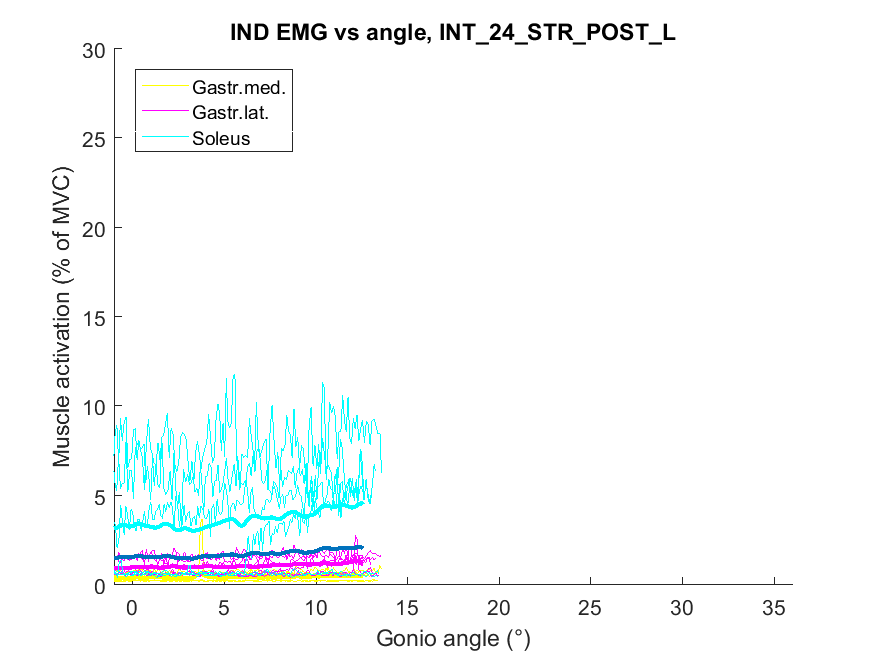 IND EMG vs angle, INT_24_STR_POST_L
30
25
20
15
10
5
0
Muscle activation (% of MVC)
Gastr.med.
Gastr.lat.
Soleus
0 5 10 15 20 25 30 35
Gonio angle (°)